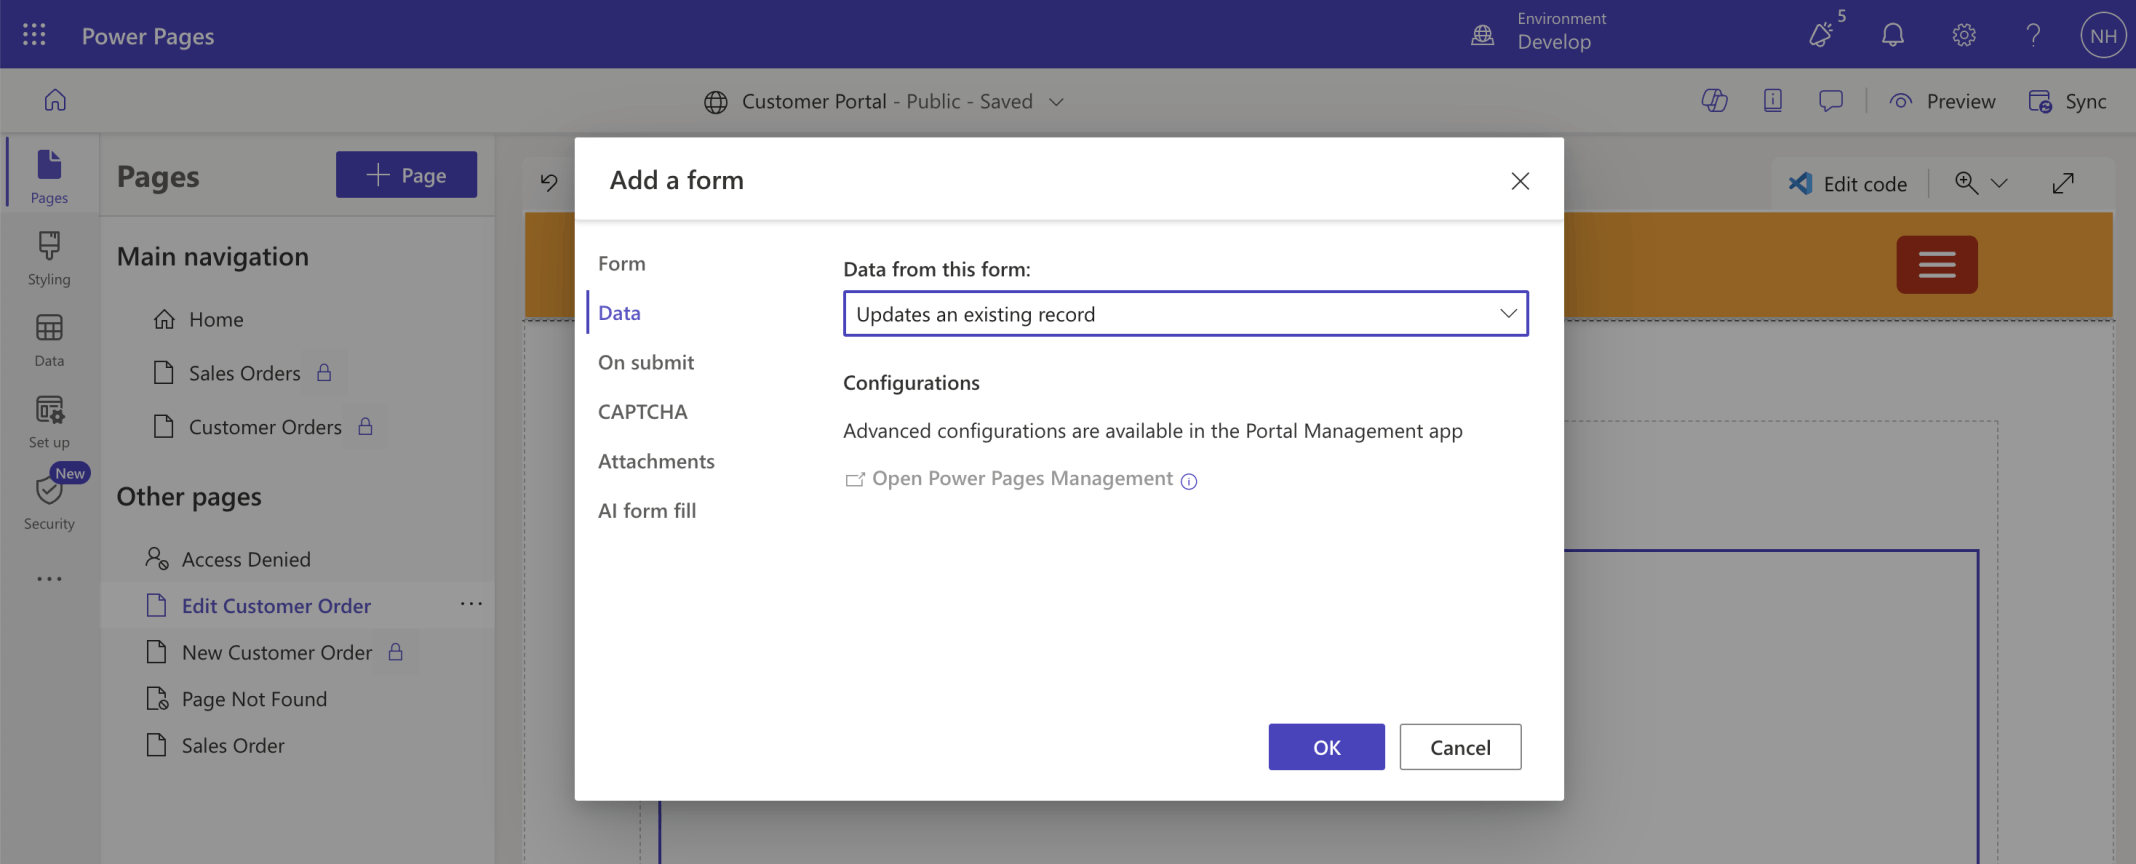 Power Pages
Environment
Develop
5
NH
Customer Portal - Public - Saved
Preview
Sync
Pages
Styling
Data
Set up
New
Security
Pages
Page
Main navigation
Home
Sales Orders
Customer Orders
Other pages
Access Denied
Edit Customer Order
New Customer Order
Page Not Found
Sales Order
Edit code
Add a form
Form
Data
On submit
CAPTCHA
Attachments
AI form fill
Data from this form:
Updates an existing record
Configurations
Advanced configurations are available in the Portal Management app
Open Power Pages Management
OK
Cancel